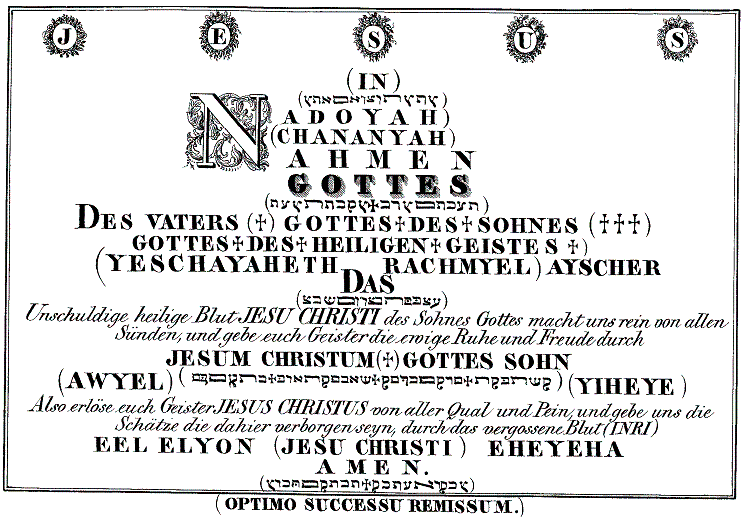 J E S U S
(IN)
NADOYAH)
(CHANANYAH)
AHMEN
GOTTES
DES VATERS (✝) GOTTES✝DES✝SOHNES (✝✝✝)
GOTTES✝DES✝HEILIGEN✝GEISTES ✝)
(YESCHAYAHETH RACHMYEL) AYSCHER
DAS
Unschuldige heilige Blut JESU CHRISTI des Sohnes Gottes macht uns rein von allen
Sünden, und gebe euch Geister die ewige Ruhe und Freude durch
JESUM CHRISTUM(✝)GOTTES SOHN
(AWYEL) (YIHEYE)
Also erlöse euch Geister JESUS CHRISTUS von aller Qual und Pein, und gebe uns die
Schätze die dahier verborgen seyn, durch das vergossene Blut (INRI)
EEL ELYON (JESU CHRISTI) EHEYEHA
AMEN.
(OPTIMO SUCCESSU REMISSUM.)